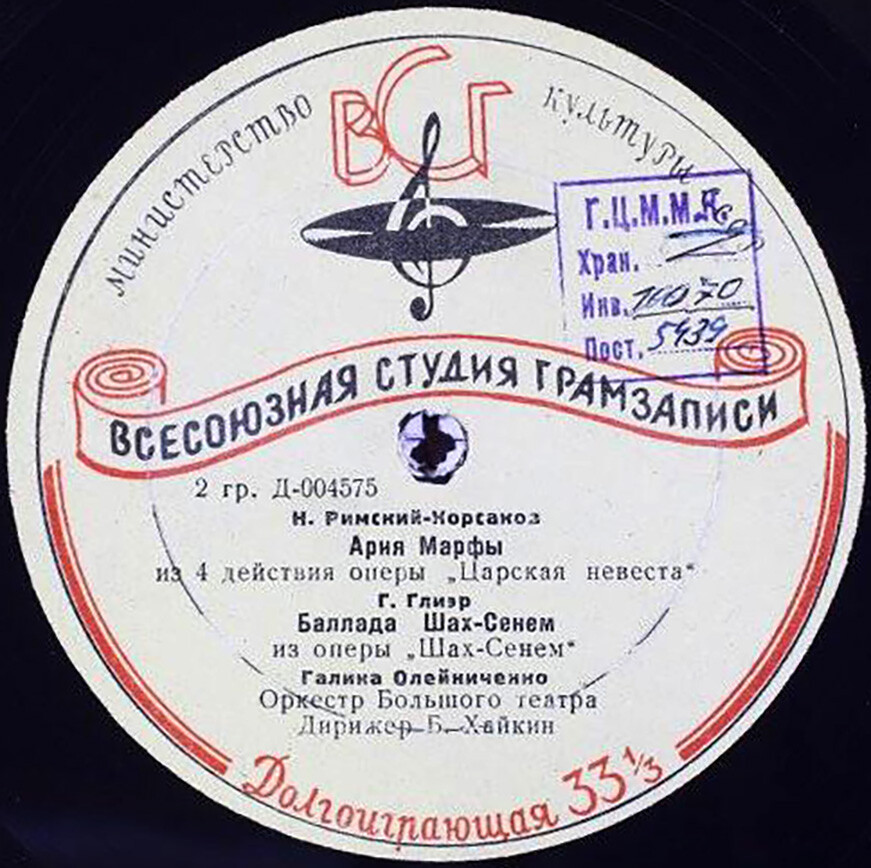 ВСГ
министерство культуры
Г.Ц.М.М.К.
Хран.
Инв.
Пост. 5939
ВСЕСОЮЗНАЯ СТУДИЯ ГРАМЗАПИСИ
2 гр. Д-004575
Н. Римский-Корсаков
Ария Марфы
из 4 действия оперы „Царская невеста“
Г. Глиэр
Баллада Шах-Сенем
из оперы „Шах-Сенем“
Галина Олейниченко
Оркестр Большого театра
Дирижер Б. Хайкин
Долгоиграющая 33⅓